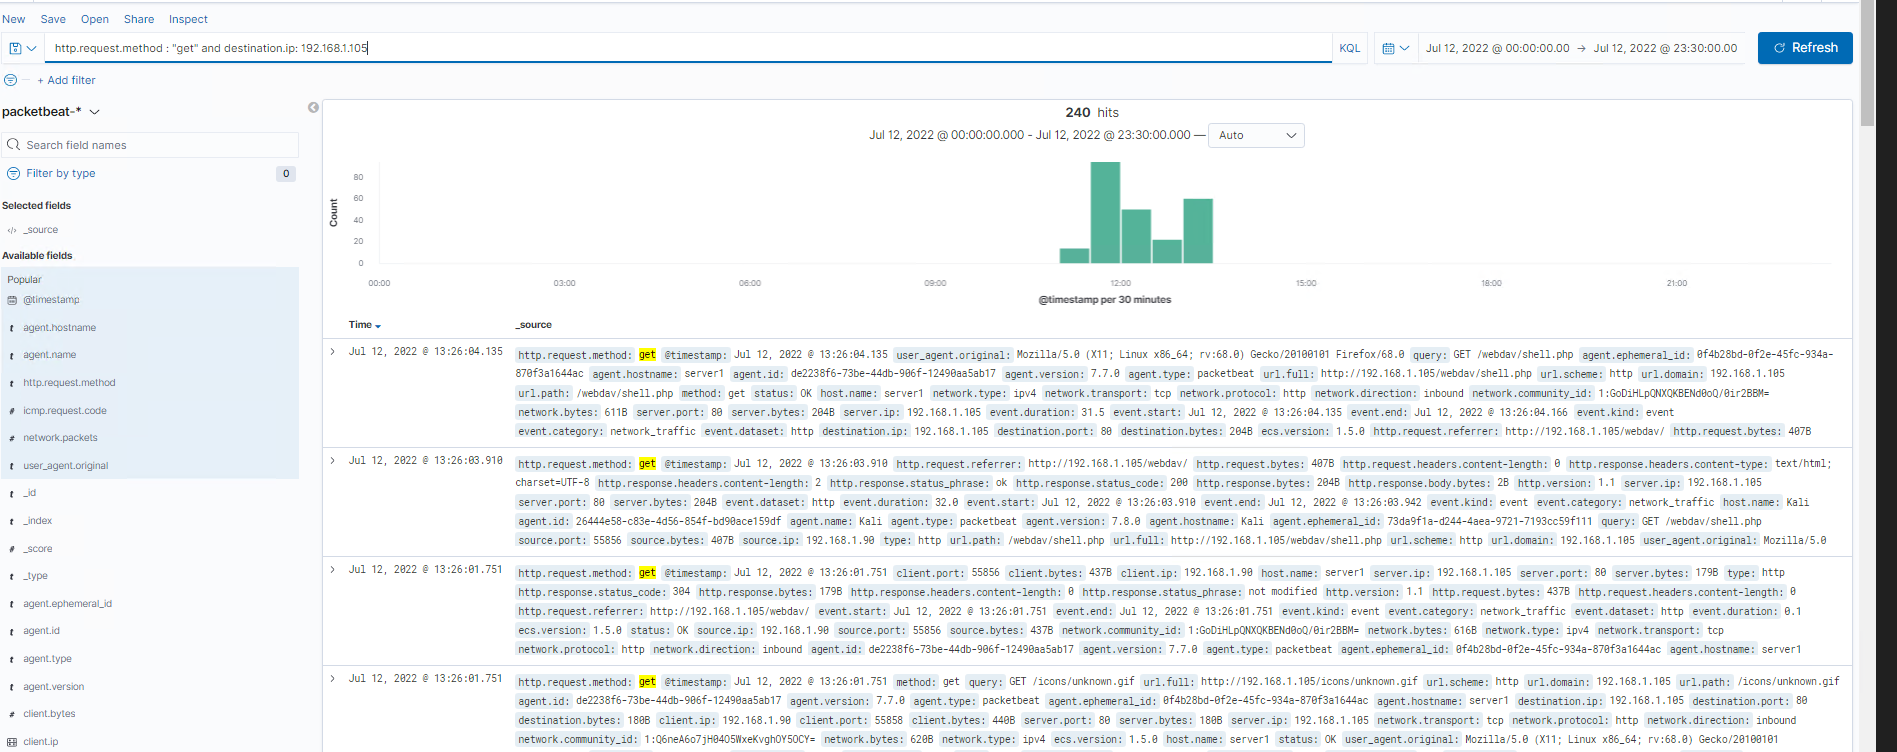 New Save Open Share Inspect
http.request.method : "get" and destination.ip: 192.168.1.105
KQL
Jul 12, 2022 @ 00:00:00.00 → Jul 12, 2022 @ 23:30:00.00
Refresh
+ Add filter
packetbeat-*
Search field names
Filter by type 0
Selected fields
_source
Available fields
Popular
@timestamp
t agent.hostname
t agent.name
t http.request.method
# icmp.request.code
# network.packets
t user_agent.original
t _id
t _index
# _score
t _type
t agent.ephemeral_id
t agent.id
t agent.type
t agent.version
# client.bytes
client.ip
240 hits
Jul 12, 2022 @ 00:00:00.000 - Jul 12, 2022 @ 23:30:00.000 — Auto
Count
80
60
40
20
0
00:00 03:00 06:00 09:00 12:00 15:00 18:00 21:00
@timestamp per 30 minutes
Time _source
Jul 12, 2022 @ 13:26:04.135 http.request.method: get @timestamp: Jul 12, 2022 @ 13:26:04.135 user_agent.original: Mozilla/5.0 (X11; Linux x86_64; rv:68.0) Gecko/20100101 Firefox/68.0 query: GET /webdav/shell.php agent.ephemeral_id: 0f4b28bd-0f2e-45fc-934a-
870f3a1644ac agent.hostname: server1 agent.id: de2238f6-73be-44db-906f-12490aa5ab17 agent.version: 7.7.0 agent.type: packetbeat url.full: http://192.168.1.105/webdav/shell.php url.scheme: http url.domain: 192.168.1.105
url.path: /webdav/shell.php method: get status: OK host.name: server1 network.type: ipv4 network.transport: tcp network.protocol: http network.direction: inbound network.community_id: 1:GoDiHLpQNXQKBENd0oQ/0ir2BBM=
network.bytes: 611B server.port: 80 server.bytes: 204B server.ip: 192.168.1.105 event.duration: 31.5 event.start: Jul 12, 2022 @ 13:26:04.135 event.end: Jul 12, 2022 @ 13:26:04.166 event.kind: event
event.category: network_traffic event.dataset: http destination.ip: 192.168.1.105 destination.port: 80 destination.bytes: 204B ecs.version: 1.5.0 http.request.referrer: http://192.168.1.105/webdav/ http.request.bytes: 407B
Jul 12, 2022 @ 13:26:03.910 http.request.method: get @timestamp: Jul 12, 2022 @ 13:26:03.910 http.request.referrer: http://192.168.1.105/webdav/ http.request.bytes: 407B http.request.headers.content-length: 0 http.response.headers.content-type: text/html;
charset=UTF-8 http.response.headers.content-length: 2 http.response.status_phrase: ok http.response.status_code: 200 http.response.bytes: 204B http.response.body.bytes: 2B http.version: 1.1 server.ip: 192.168.1.105
server.port: 80 server.bytes: 204B event.dataset: http event.duration: 32.0 event.start: Jul 12, 2022 @ 13:26:03.910 event.end: Jul 12, 2022 @ 13:26:03.942 event.kind: event event.category: network_traffic host.name: Kali
agent.id: 26444e58-c83e-4d56-854f-bd90ace159df agent.name: Kali agent.type: packetbeat agent.version: 7.8.0 agent.hostname: Kali agent.ephemeral_id: 73da9f1a-d244-4aea-9721-7193cc59f111 query: GET /webdav/shell.php
source.port: 55856 source.bytes: 407B source.ip: 192.168.1.90 type: http url.path: /webdav/shell.php url.full: http://192.168.1.105/webdav/shell.php url.scheme: http url.domain: 192.168.1.105 user_agent.original: Mozilla/5.0
Jul 12, 2022 @ 13:26:01.751 http.request.method: get @timestamp: Jul 12, 2022 @ 13:26:01.751 client.port: 55856 client.bytes: 437B client.ip: 192.168.1.90 host.name: server1 server.ip: 192.168.1.105 server.port: 80 server.bytes: 179B type: http
http.response.status_code: 304 http.response.bytes: 179B http.response.headers.content-length: 0 http.response.status_phrase: not modified http.version: 1.1 http.request.bytes: 437B http.request.headers.content-length: 0
http.request.referrer: http://192.168.1.105/webdav/ event.start: Jul 12, 2022 @ 13:26:01.751 event.end: Jul 12, 2022 @ 13:26:01.751 event.kind: event event.category: network_traffic event.dataset: http event.duration: 0.1
ecs.version: 1.5.0 status: OK source.ip: 192.168.1.90 source.port: 55856 source.bytes: 437B network.community_id: 1:GoDiHLpQNXQKBENd0oQ/0ir2BBM= network.bytes: 616B network.type: ipv4 network.transport: tcp
network.protocol: http network.direction: inbound agent.id: de2238f6-73be-44db-906f-12490aa5ab17 agent.version: 7.7.0 agent.type: packetbeat agent.ephemeral_id: 0f4b28bd-0f2e-45fc-934a-870f3a1644ac agent.hostname: server1
Jul 12, 2022 @ 13:26:01.751 http.request.method: get @timestamp: Jul 12, 2022 @ 13:26:01.751 method: get query: GET /icons/unknown.gif url.full: http://192.168.1.105/icons/unknown.gif url.scheme: http url.domain: 192.168.1.105 url.path: /icons/unknown.gif
agent.id: de2238f6-73be-44db-906f-12490aa5ab17 agent.version: 7.7.0 agent.type: packetbeat agent.ephemeral_id: 0f4b28bd-0f2e-45fc-934a-870f3a1644ac agent.hostname: server1 destination.ip: 192.168.1.105 destination.port: 80
destination.bytes: 180B client.ip: 192.168.1.90 client.port: 55858 client.bytes: 440B server.port: 80 server.bytes: 180B server.ip: 192.168.1.105 network.transport: tcp network.protocol: http network.direction: inbound
network.community_id: 1:Q6neA6o7jH04O5WxeKvghOY5OCY= network.bytes: 620B network.type: ipv4 ecs.version: 1.5.0 host.name: server1 status: OK user_agent.original: Mozilla/5.0 (X11; Linux x86_64; rv:68.0) Gecko/20100101